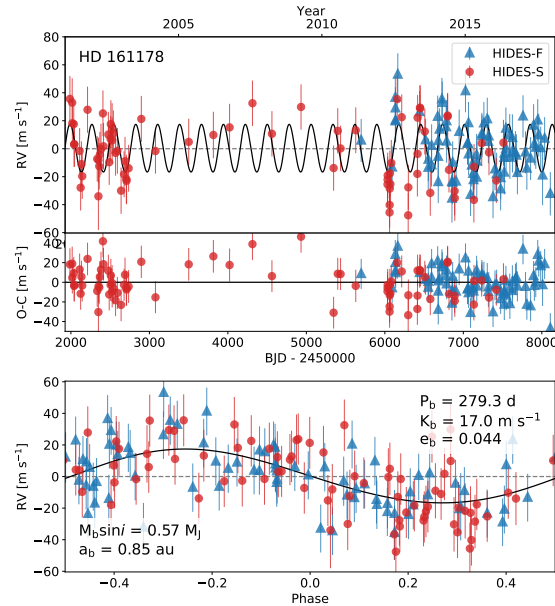 Year
2005 2010 2015
HD 161178
HIDES-F
HIDES-S
RV [m s⁻¹]
80
60
40
20
0
−20
−40
−60
O-C [m s⁻¹]
40
20
0
−20
−40
2000 3000 4000 5000 6000 7000 8000
BJD - 2450000
RV [m s⁻¹]
60
40
20
0
−20
−40
−60
P_b = 279.3 d
K_b = 17.0 m s⁻¹
e_b = 0.044
M_b sin i = 0.57 M_J
a_b = 0.85 au
−0.4 −0.2 0.0 0.2 0.4
Phase